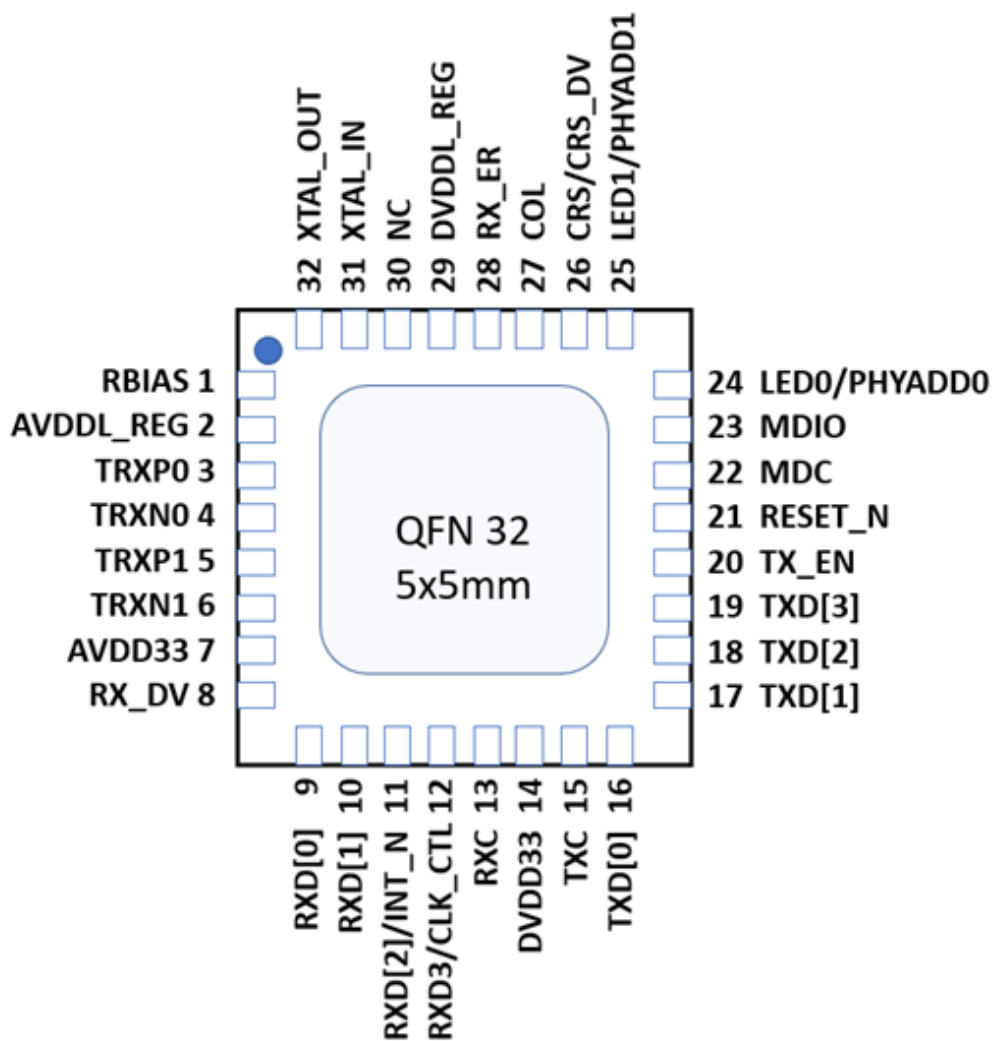 32 XTAL_OUT
31 XTAL_IN
30 NC
29 DVDDL_REG
28 RX_ER
27 COL
26 CRS/CRS_DV
25 LED1/PHYADD1
RBIAS 1
AVDDL_REG 2
TRXP0 3
TRXN0 4
TRXP1 5
TRXN1 6
AVDD33 7
RX_DV 8
QFN 32
5x5mm
24 LED0/PHYADD0
23 MDIO
22 MDC
21 RESET_N
20 TX_EN
19 TXD[3]
18 TXD[2]
17 TXD[1]
RXD[0] 9
RXD[1] 10
RXD[2]/INT_N 11
RXD3/CLK_CTL 12
RXC 13
DVDD33 14
TXC 15
TXD[0] 16